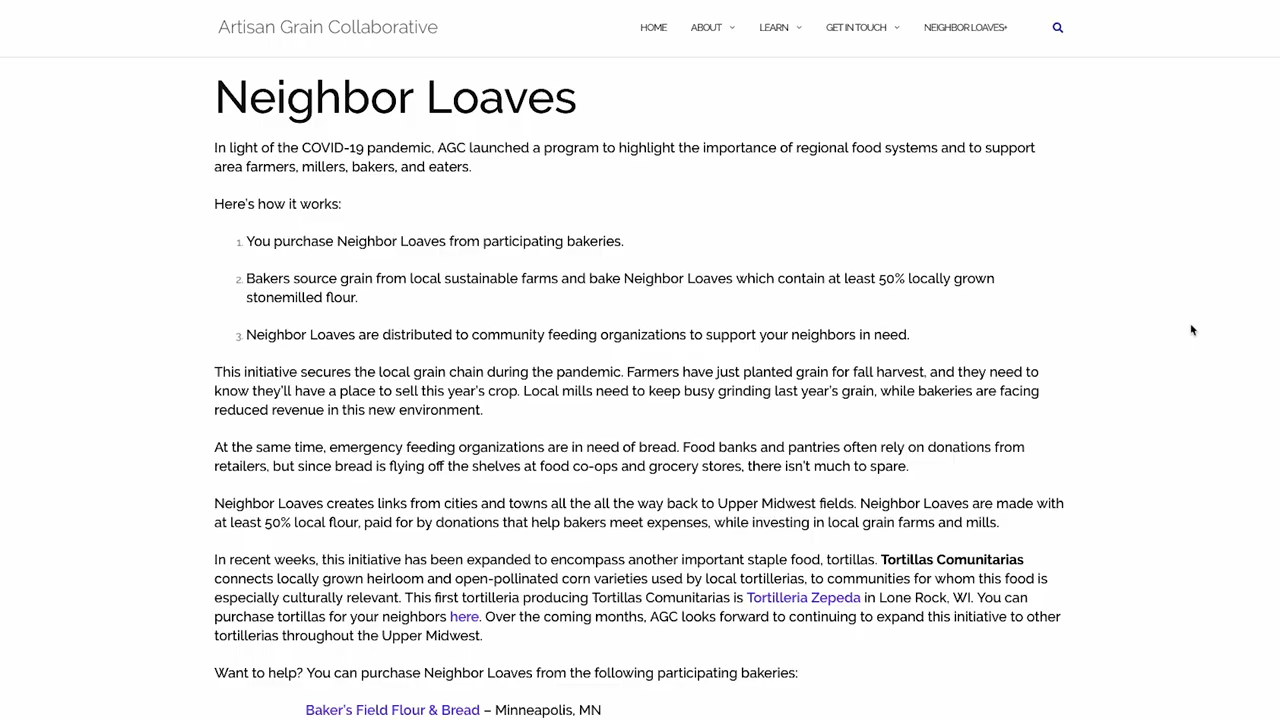 Artisan Grain Collaborative
HOME ABOUT LEARN GET IN TOUCH NEIGHBOR LOAVES+
Neighbor Loaves
In light of the COVID-19 pandemic, AGC launched a program to highlight the importance of regional food systems and to support
area farmers, millers, bakers, and eaters.
Here's how it works:
1. You purchase Neighbor Loaves from participating bakeries.
2. Bakers source grain from local sustainable farms and bake Neighbor Loaves which contain at least 50% locally grown
stonemilled flour.
3. Neighbor Loaves are distributed to community feeding organizations to support your neighbors in need.
This initiative secures the local grain chain during the pandemic. Farmers have just planted grain for fall harvest, and they need to
know they'll have a place to sell this year's crop. Local mills need to keep busy grinding last year's grain, while bakeries are facing
reduced revenue in this new environment.
At the same time, emergency feeding organizations are in need of bread. Food banks and pantries often rely on donations from
retailers, but since bread is flying off the shelves at food co-ops and grocery stores, there isn't much to spare.
Neighbor Loaves creates links from cities and towns all the all the way back to Upper Midwest fields. Neighbor Loaves are made with
at least 50% local flour, paid for by donations that help bakers meet expenses, while investing in local grain farms and mills.
In recent weeks, this initiative has been expanded to encompass another important staple food, tortillas. Tortillas Comunitarias
connects locally grown heirloom and open-pollinated corn varieties used by local tortillerias, to communities for whom this food is
especially culturally relevant. This first tortilleria producing Tortillas Comunitarias is Tortilleria Zepeda in Lone Rock, WI. You can
purchase tortillas for your neighbors here. Over the coming months, AGC looks forward to continuing to expand this initiative to other
tortillerias throughout the Upper Midwest.
Want to help? You can purchase Neighbor Loaves from the following participating bakeries:
Baker's Field Flour & Bread – Minneapolis, MN